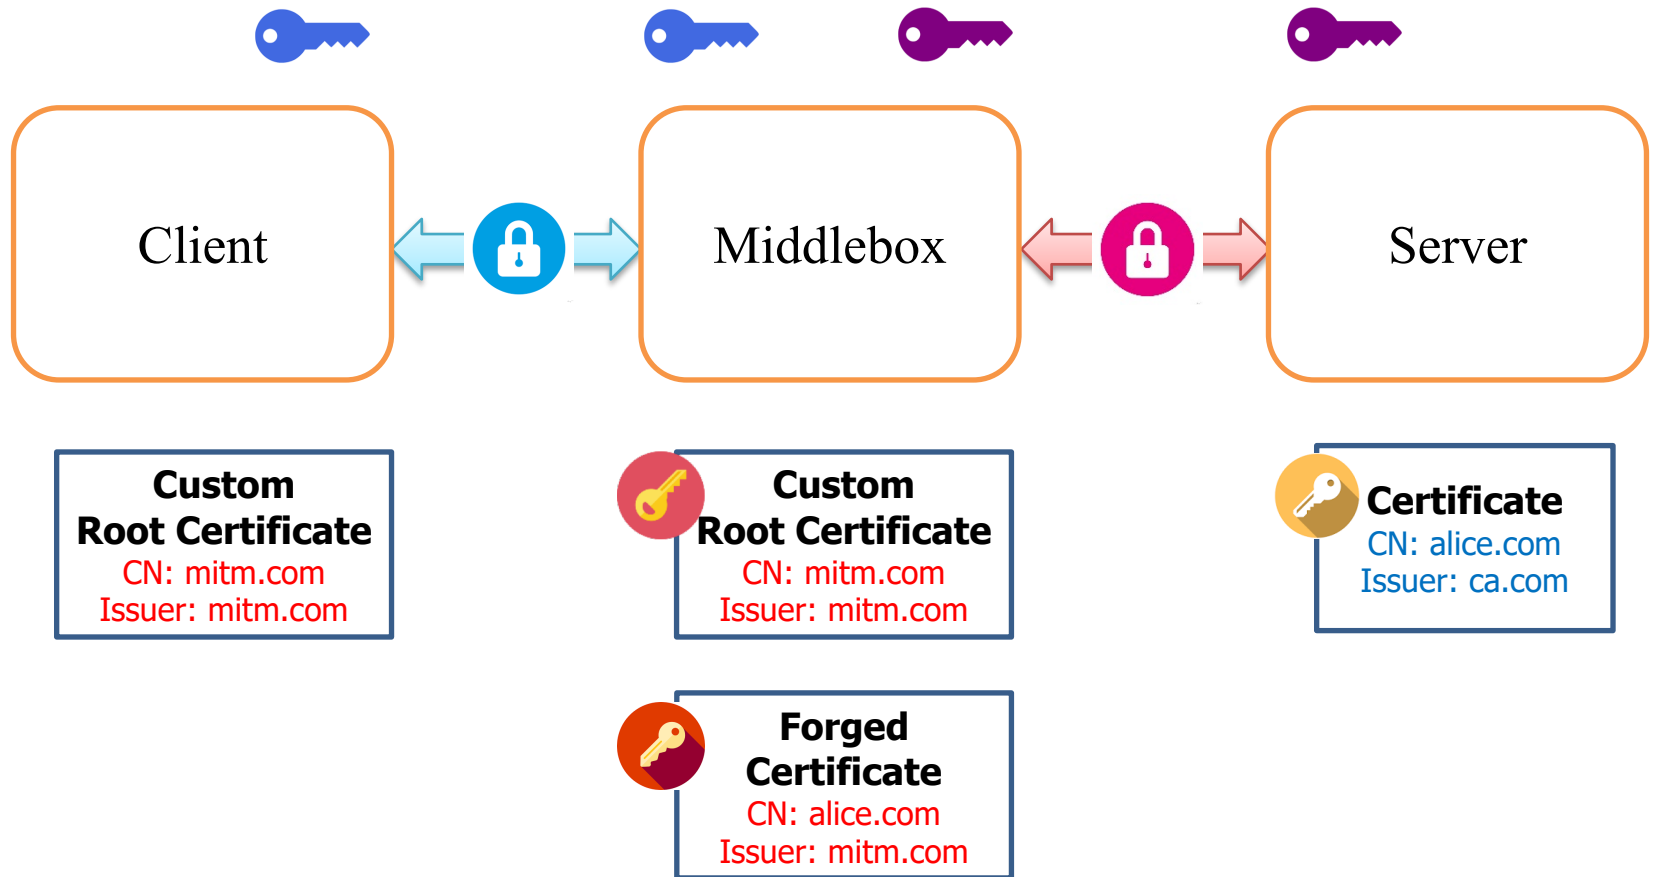 Client
Middlebox
Server
Custom
Root Certificate
CN: mitm.com
Issuer: mitm.com
Custom
Root Certificate
CN: mitm.com
Issuer: mitm.com
Certificate
CN: alice.com
Issuer: ca.com
Forged
Certificate
CN: alice.com
Issuer: mitm.com